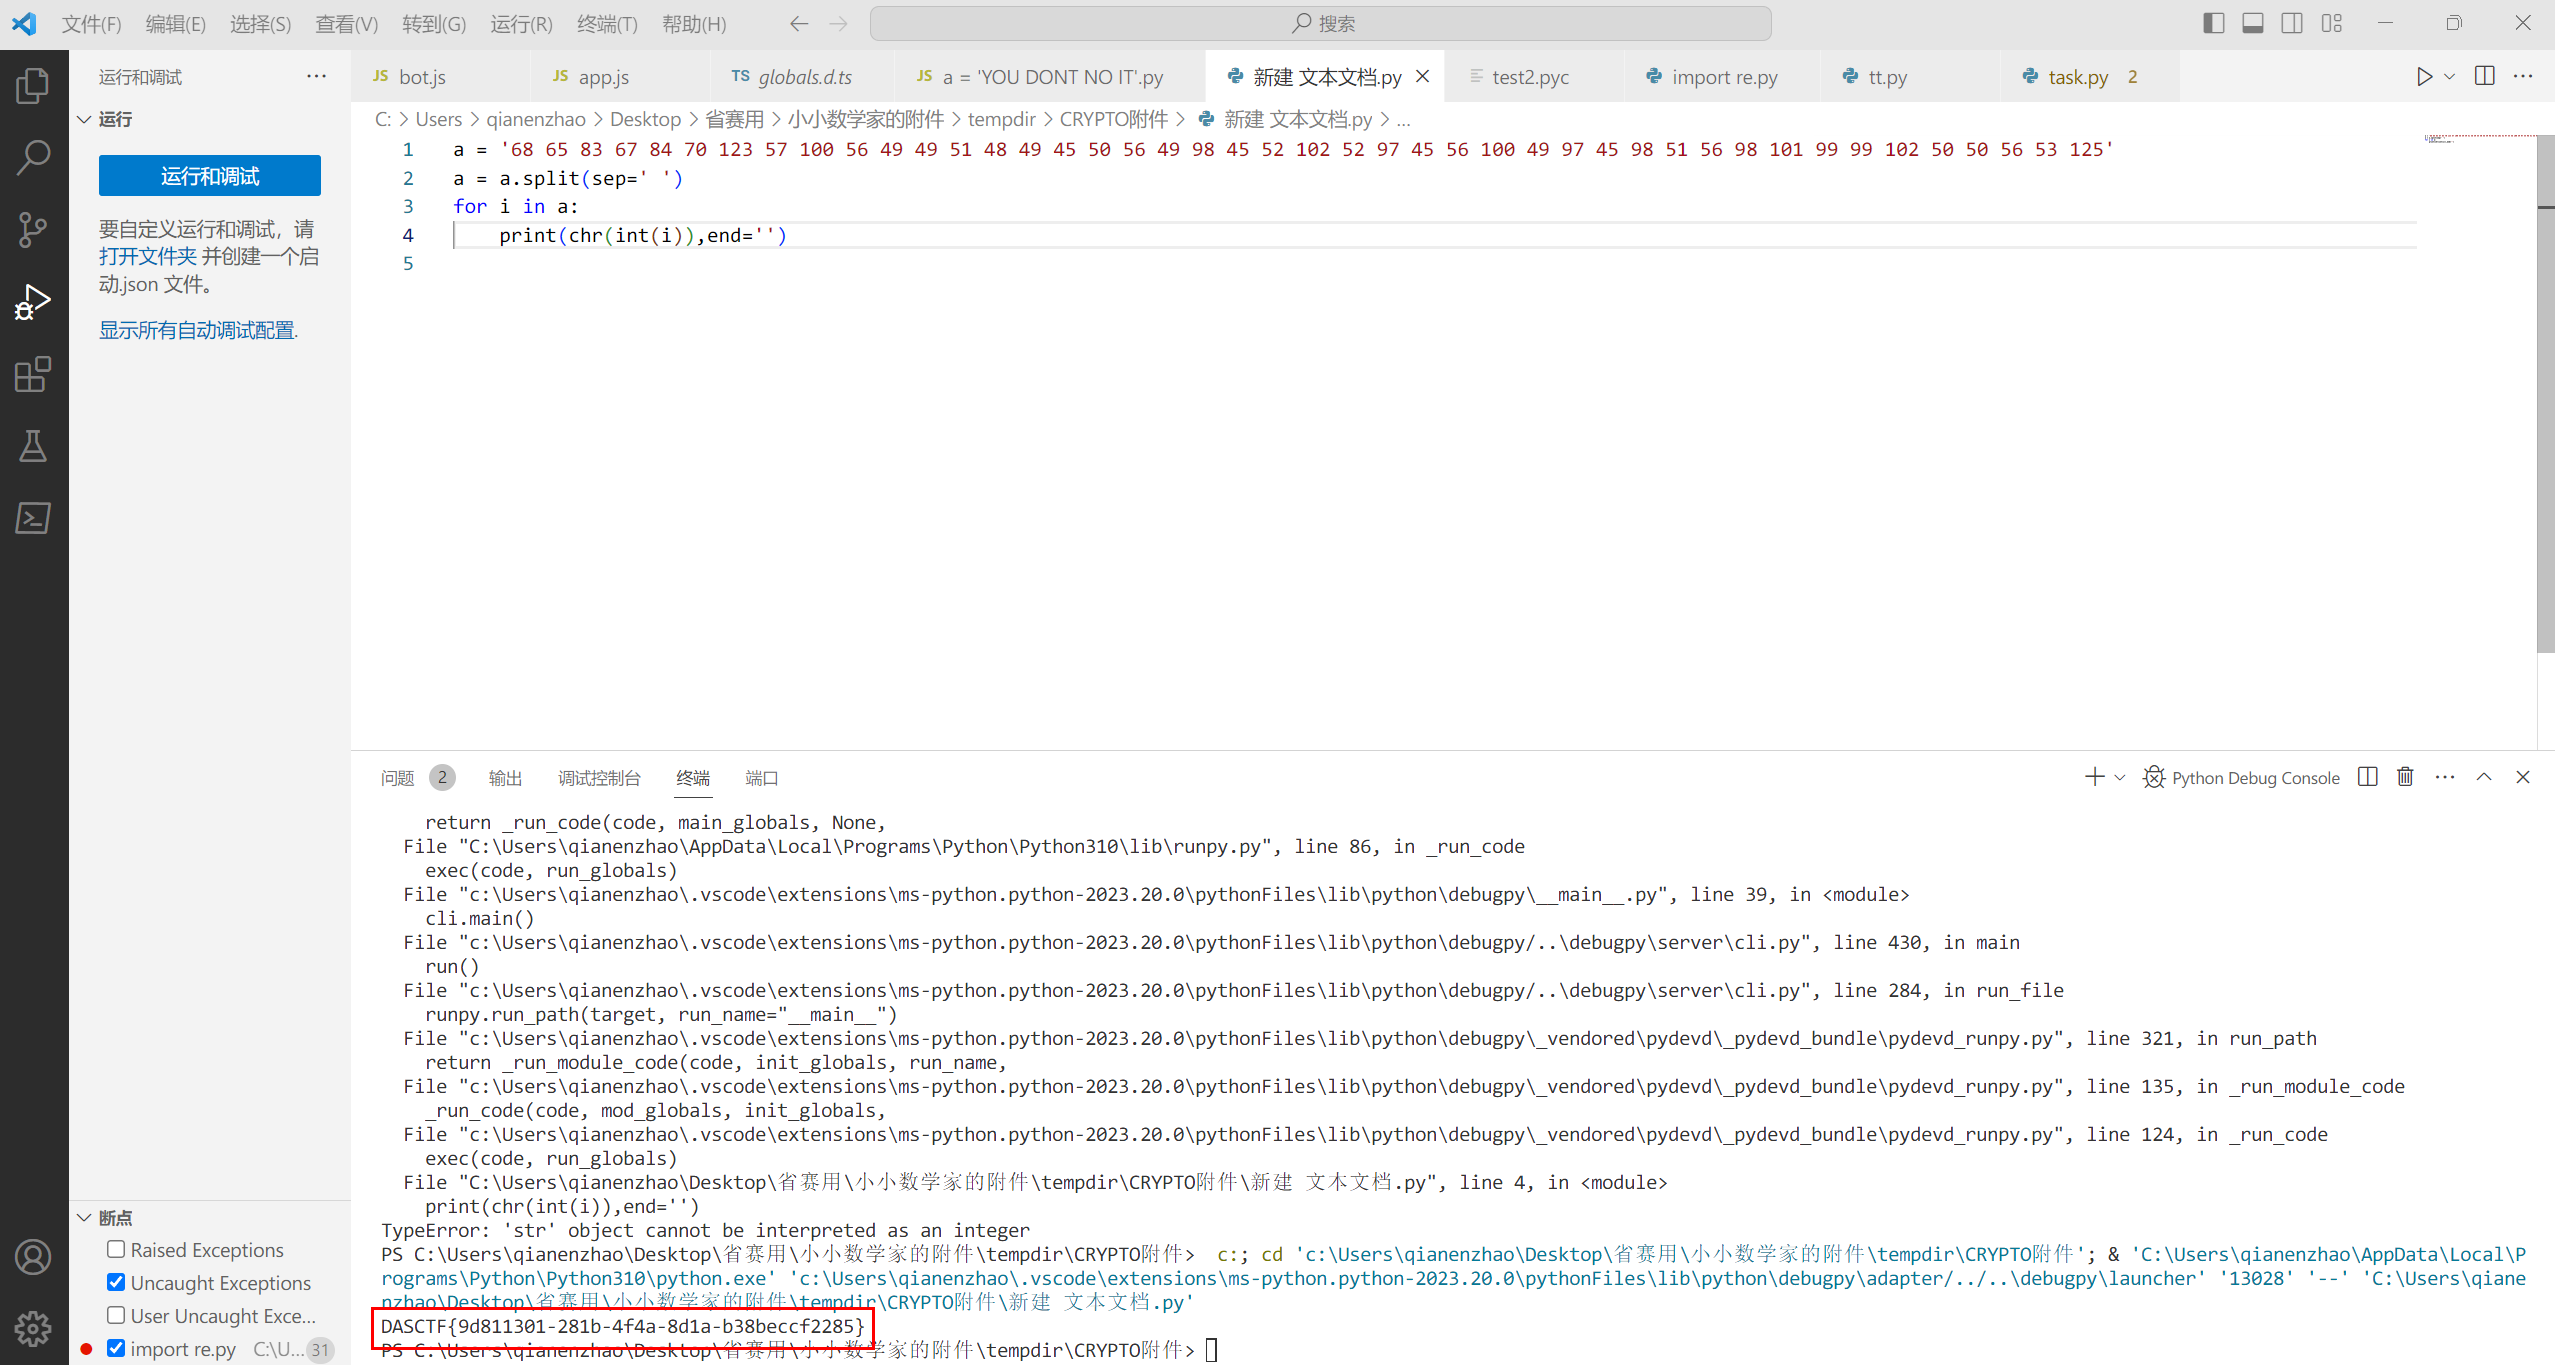 文件(F) 编辑(E) 选择(S) 查看(V) 转到(G) 运行(R) 终端(T) 帮助(H) 搜索
运行和调试
JS bot.js JS app.js TS globals.d.ts JS a = 'YOU DONT NO IT'.py 新建 文本文档.py test2.pyc import re.py tt.py task.py 2
C: > Users > qianenzhao > Desktop > 省赛用 > 小小数学家的附件 > tempdir > CRYPTO附件 > 新建 文本文档.py > ...
运行
运行和调试
要自定义运行和调试，请
打开文件夹 并创建一个启
动.json 文件。
显示所有自动调试配置.
1 a = '68 65 83 67 84 70 123 57 100 56 49 49 51 48 49 45 50 56 49 98 45 52 102 52 97 45 56 100 49 97 45 98 51 56 98 101 99 99 102 50 50 56 53 125'
2 a = a.split(sep=' ')
3 for i in a:
4 print(chr(int(i)),end='')
5
问题 2 输出 调试控制台 终端 端口 Python Debug Console
return _run_code(code, main_globals, None,
File "C:\Users\qianenzhao\AppData\Local\Programs\Python\Python310\lib\runpy.py", line 86, in _run_code
exec(code, run_globals)
File "c:\Users\qianenzhao\.vscode\extensions\ms-python.python-2023.20.0\pythonFiles\lib\python\debugpy\__main__.py", line 39, in <module>
cli.main()
File "c:\Users\qianenzhao\.vscode\extensions\ms-python.python-2023.20.0\pythonFiles\lib\python\debugpy/..\debugpy\server\cli.py", line 430, in main
run()
File "c:\Users\qianenzhao\.vscode\extensions\ms-python.python-2023.20.0\pythonFiles\lib\python\debugpy/..\debugpy\server\cli.py", line 284, in run_file
runpy.run_path(target, run_name="__main__")
File "c:\Users\qianenzhao\.vscode\extensions\ms-python.python-2023.20.0\pythonFiles\lib\python\debugpy\_vendored\pydevd\_pydevd_bundle\pydevd_runpy.py", line 321, in run_path
return _run_module_code(code, init_globals, run_name,
File "c:\Users\qianenzhao\.vscode\extensions\ms-python.python-2023.20.0\pythonFiles\lib\python\debugpy\_vendored\pydevd\_pydevd_bundle\pydevd_runpy.py", line 135, in _run_module_code
_run_code(code, mod_globals, init_globals,
File "c:\Users\qianenzhao\.vscode\extensions\ms-python.python-2023.20.0\pythonFiles\lib\python\debugpy\_vendored\pydevd\_pydevd_bundle\pydevd_runpy.py", line 124, in _run_code
exec(code, run_globals)
File "C:\Users\qianenzhao\Desktop\省赛用\小小数学家的附件\tempdir\CRYPTO附件\新建 文本文档.py", line 4, in <module>
print(chr(int(i)),end='')
TypeError: 'str' object cannot be interpreted as an integer
PS C:\Users\qianenzhao\Desktop\省赛用\小小数学家的附件\tempdir\CRYPTO附件> c:; cd 'c:\Users\qianenzhao\Desktop\省赛用\小小数学家的附件\tempdir\CRYPTO附件'; & 'C:\Users\qianenzhao\AppData\Local\P
rograms\Python\Python310\python.exe' 'c:\Users\qianenzhao\.vscode\extensions\ms-python.python-2023.20.0\pythonFiles\lib\python\debugpy\adapter/../..\debugpy\launcher' '13028' '--' 'C:\Users\qiane
nzhao\Desktop\省赛用\小小数学家的附件\tempdir\CRYPTO附件\新建 文本文档.py'
DASCTF{9d811301-281b-4f4a-8d1a-b38beccf2285}
PS C:\Users\qianenzhao\Desktop\省赛用\小小数学家的附件\tempdir\CRYPTO附件>
断点
Raised Exceptions
Uncaught Exceptions
User Uncaught Exce...
import re.py C:\U... 31